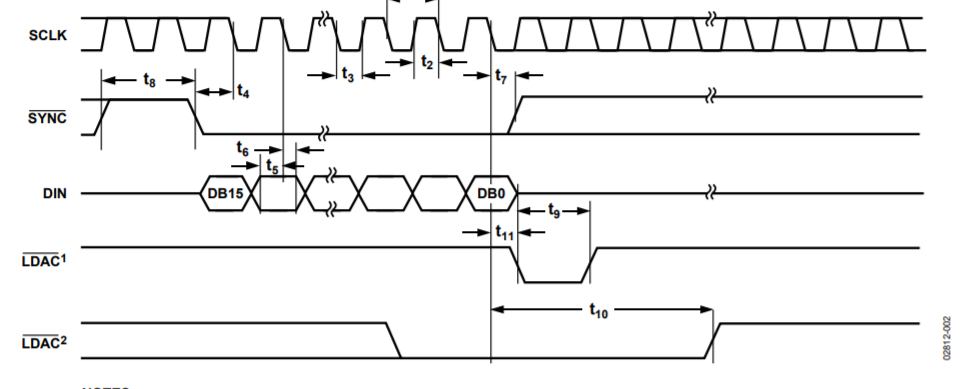 SCLK
t3
t2
t7
t8
t4
SYNC
t6
t5
DIN
DB15
DB0
t9
t11
LDAC1
t10
LDAC2
02812-002